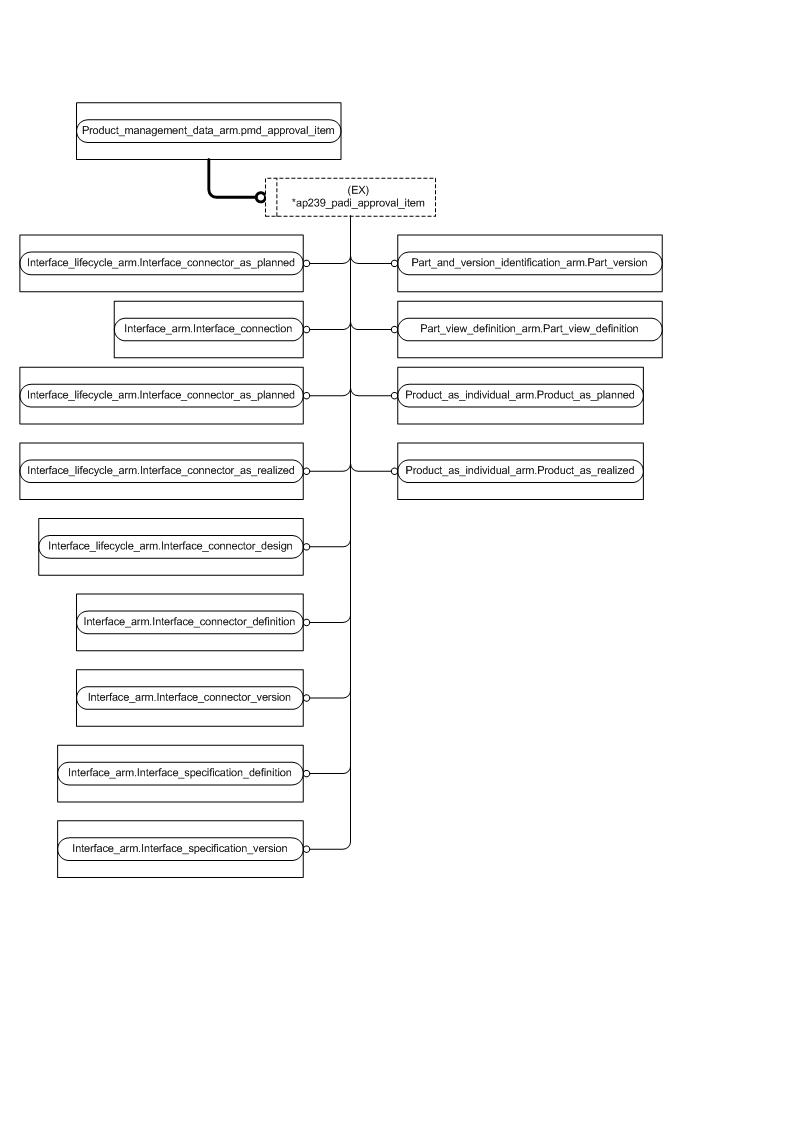 Product_management_data_arm.pmd_approval_item
(EX)
*ap239_padi_approval_item
Interface_lifecycle_arm.Interface_connector_as_planned
Part_and_version_identification_arm.Part_version
Interface_arm.Interface_connection
Part_view_definition_arm.Part_view_definition
Interface_lifecycle_arm.Interface_connector_as_planned
Product_as_individual_arm.Product_as_planned
Interface_lifecycle_arm.Interface_connector_as_realized
Product_as_individual_arm.Product_as_realized
Interface_lifecycle_arm.Interface_connector_design
Interface_arm.Interface_connector_definition
Interface_arm.Interface_connector_version
Interface_arm.Interface_specification_definition
Interface_arm.Interface_specification_version